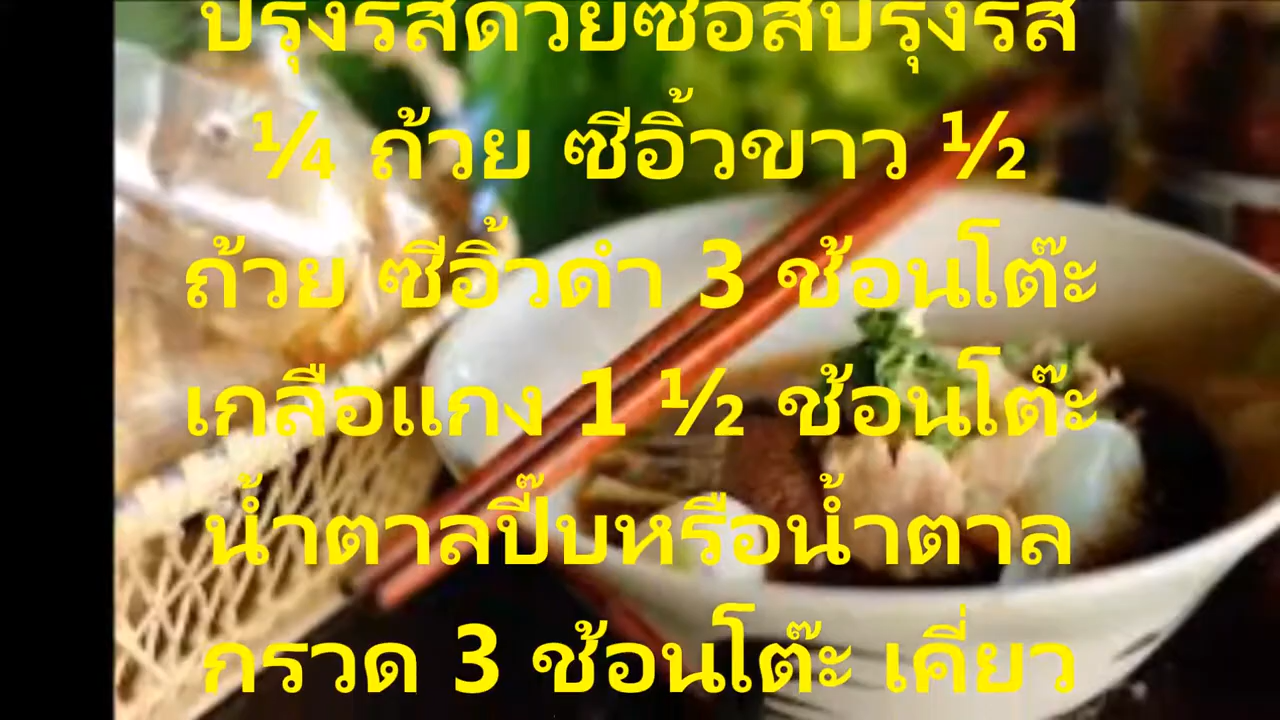 ปรุงรสด้วยซอสปรุงรส
¼ ถ้วย ซีอิ้วขาว ½
ถ้วย ซีอิ้วดำ 3 ช้อนโต๊ะ
เกลือแกง 1 ½ ช้อนโต๊ะ
น้ำตาลปี๊บหรือน้ำตาล
กรวด 3 ช้อนโต๊ะ เคี่ยว